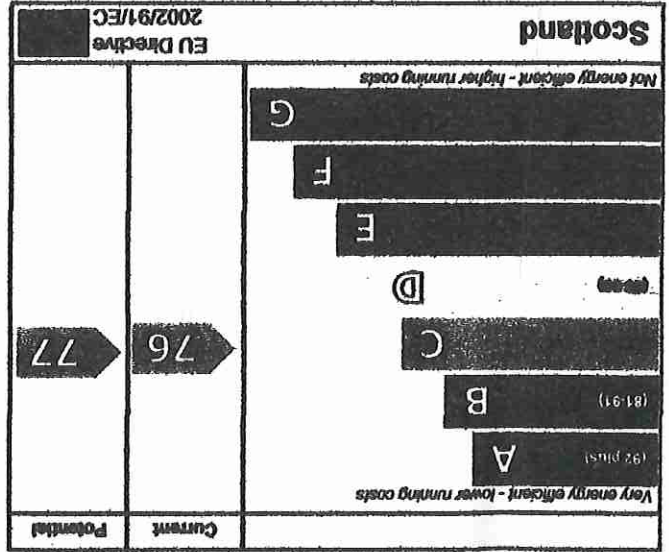 Current Potential
Very energy efficient - lower running costs
(92 plus) A
(81-91) B
C
76 77
D
E
F
G
Not energy efficient - higher running costs
Scotland
EU Directive
2002/91/EC